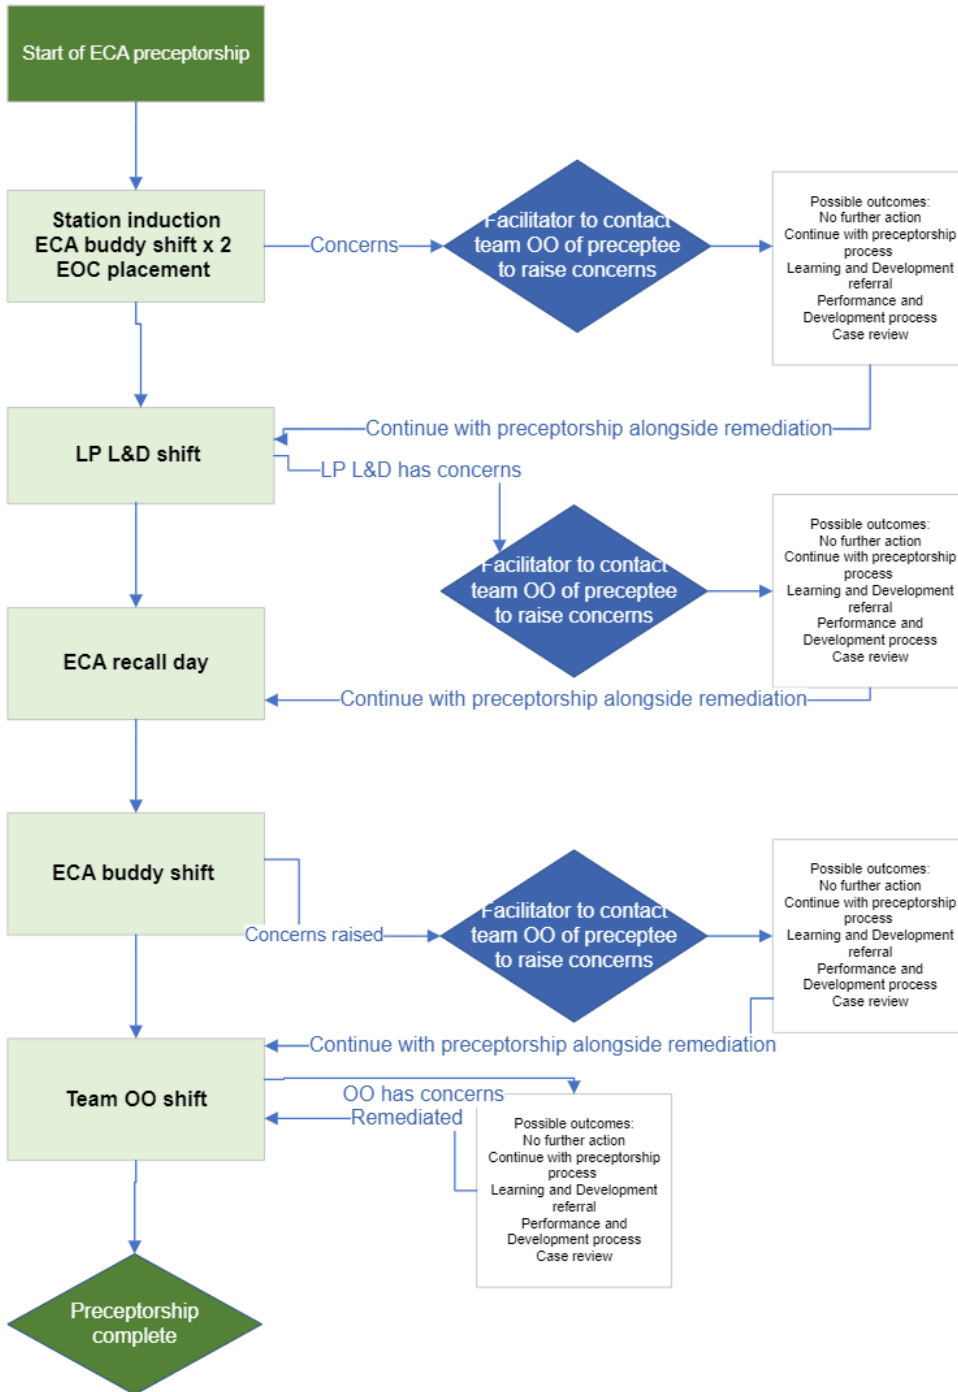 Start of ECA preceptorship
Station induction
ECA buddy shift x 2
EOC placement
Concerns
Facilitator to contact
team OO of preceptee
to raise concerns
Possible outcomes:
No further action
Continue with preceptorship
process
Learning and Development
referral
Performance and
Development process
Case review
Continue with preceptorship alongside remediation
LP L&D shift
LP L&D has concerns
Facilitator to contact
team OO of preceptee
to raise concerns
Possible outcomes:
No further action
Continue with preceptorship
process
Learning and Development
referral
Performance and
Development process
Case review
ECA recall day
Continue with preceptorship alongside remediation
ECA buddy shift
Concerns raised
Facilitator to contact
team OO of preceptee
to raise concerns
Possible outcomes:
No further action
Continue with preceptorship
process
Learning and Development
referral
Performance and
Development process
Case review
Continue with preceptorship alongside remediation
Team OO shift
OO has concerns
Remediated
Possible outcomes:
No further action
Continue with preceptorship
process
Learning and Development
referral
Performance and
Development process
Case review
Preceptorship
complete